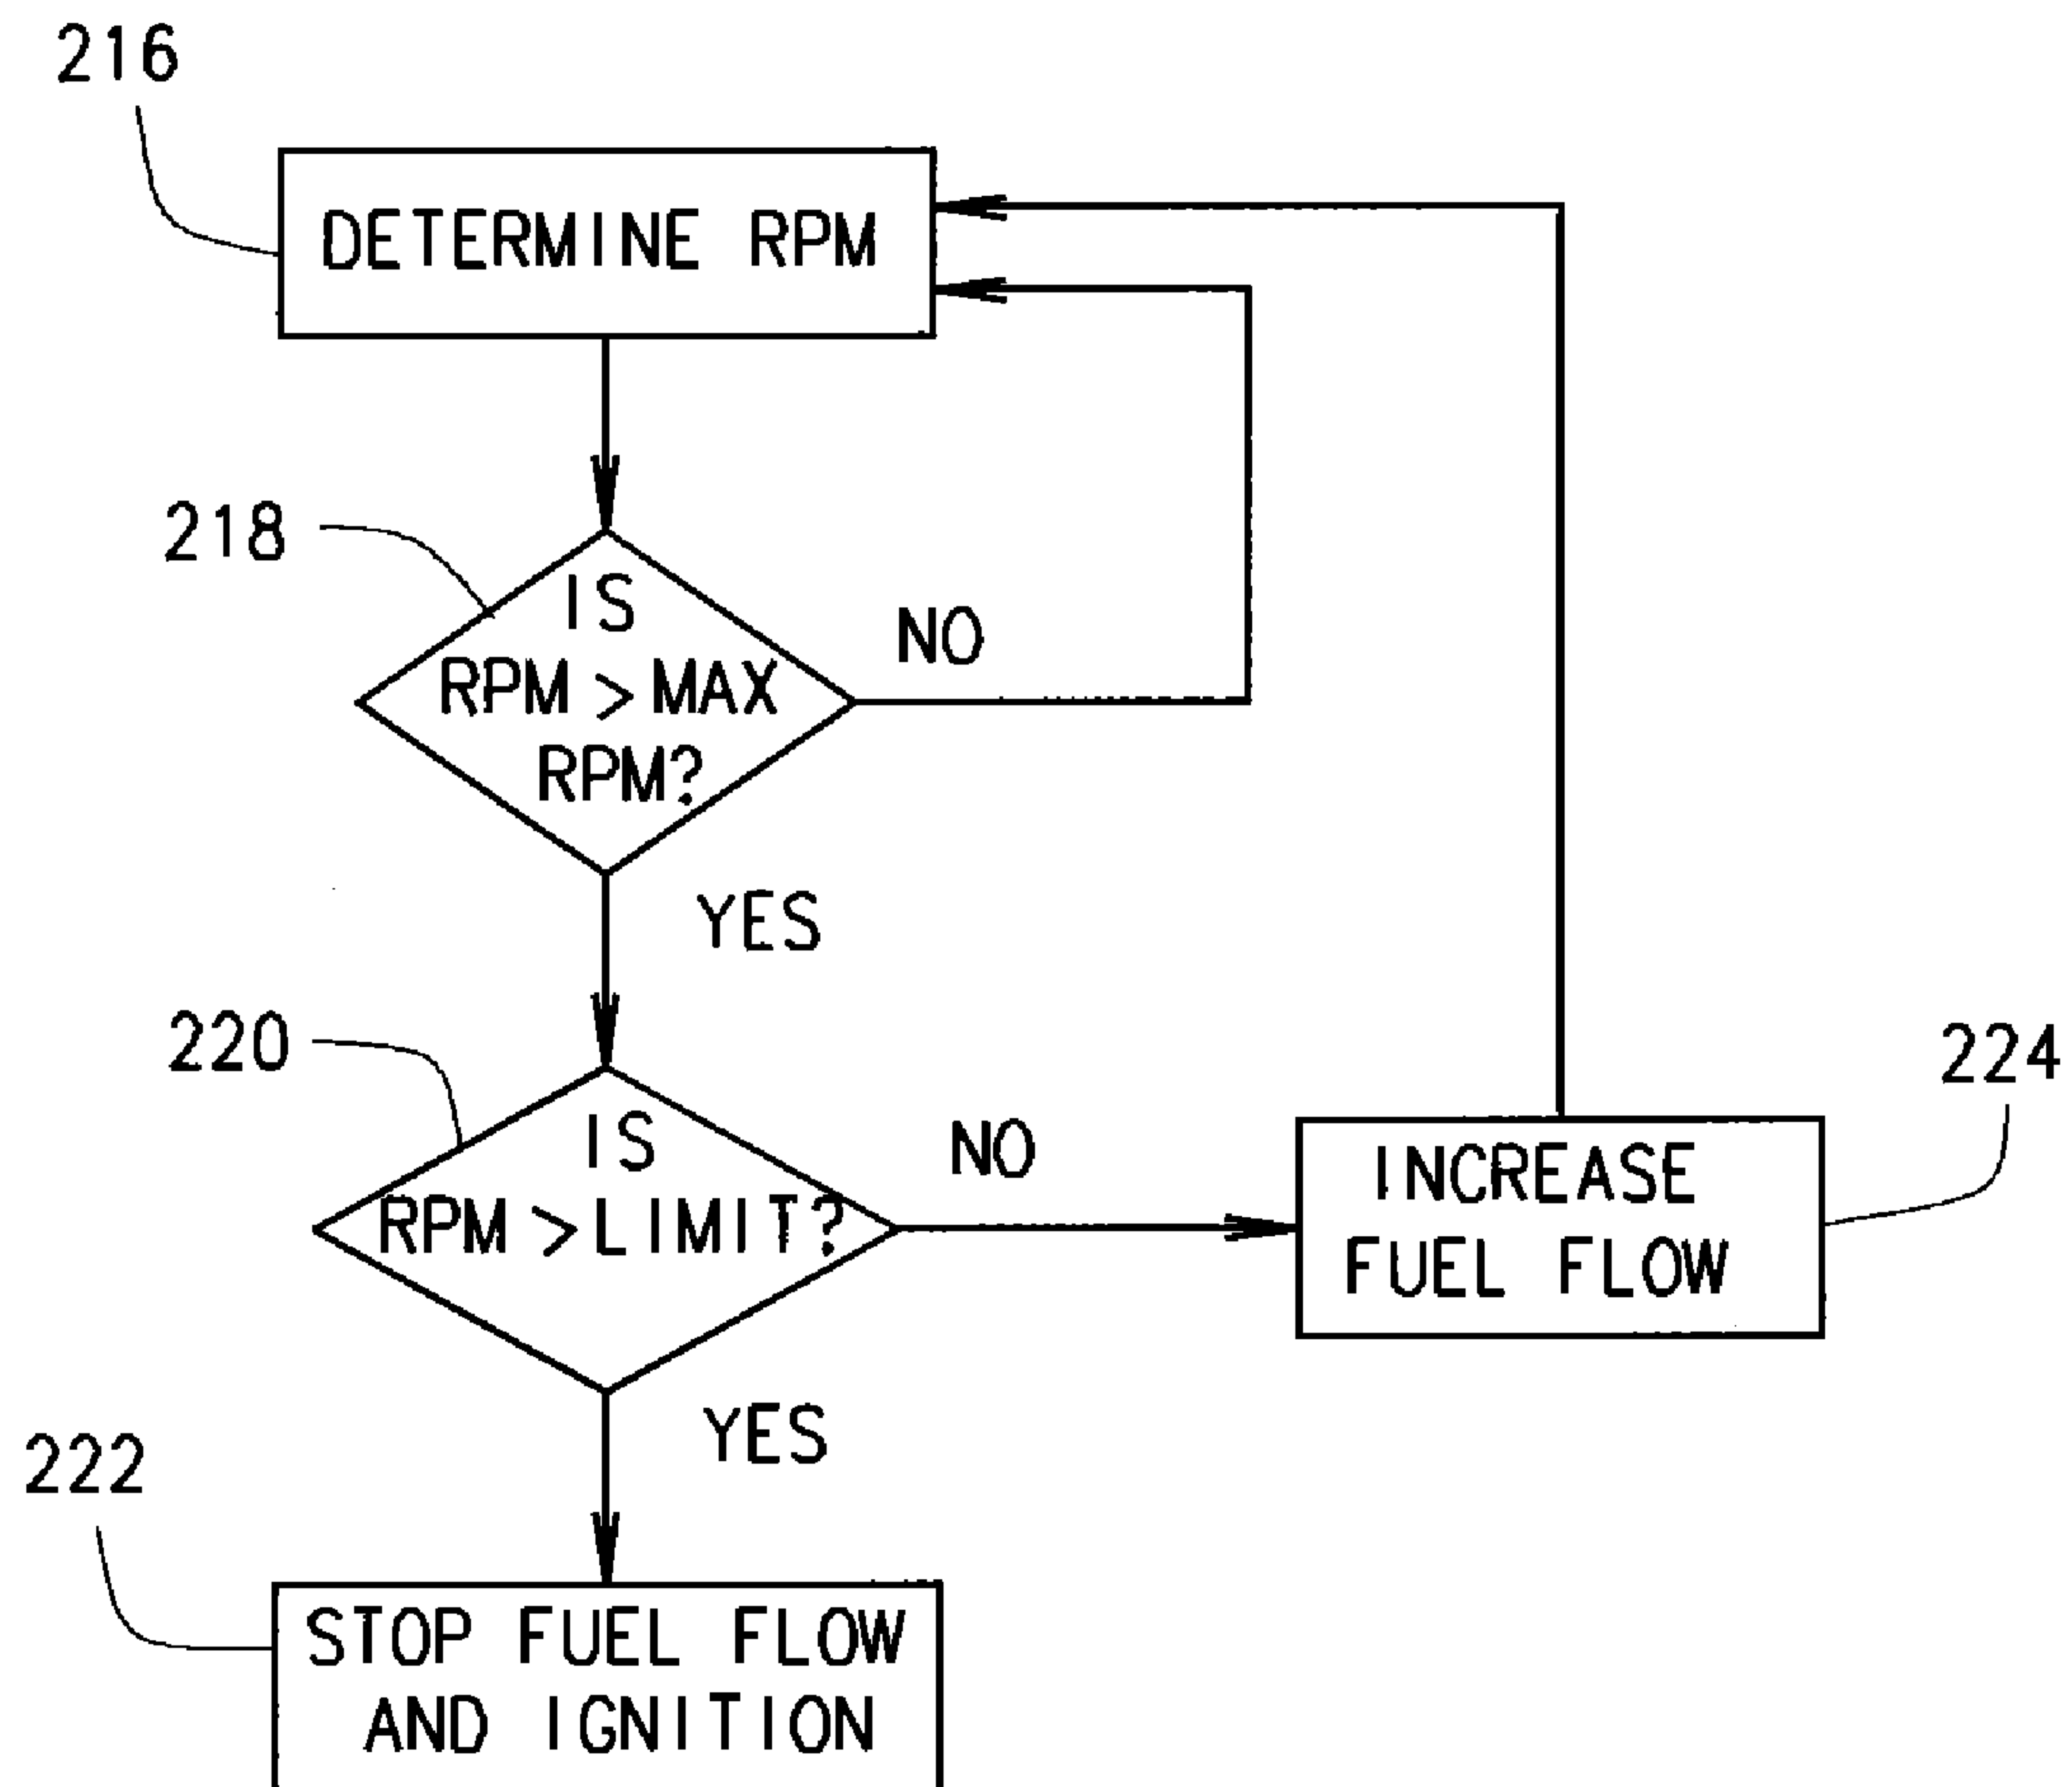 216
DETERMINE RPM
218
IS
RPM > MAX
RPM?
NO
YES
220
IS
RPM > LIMIT?
NO
224
INCREASE
FUEL FLOW
YES
222
STOP FUEL FLOW
AND IGNITION